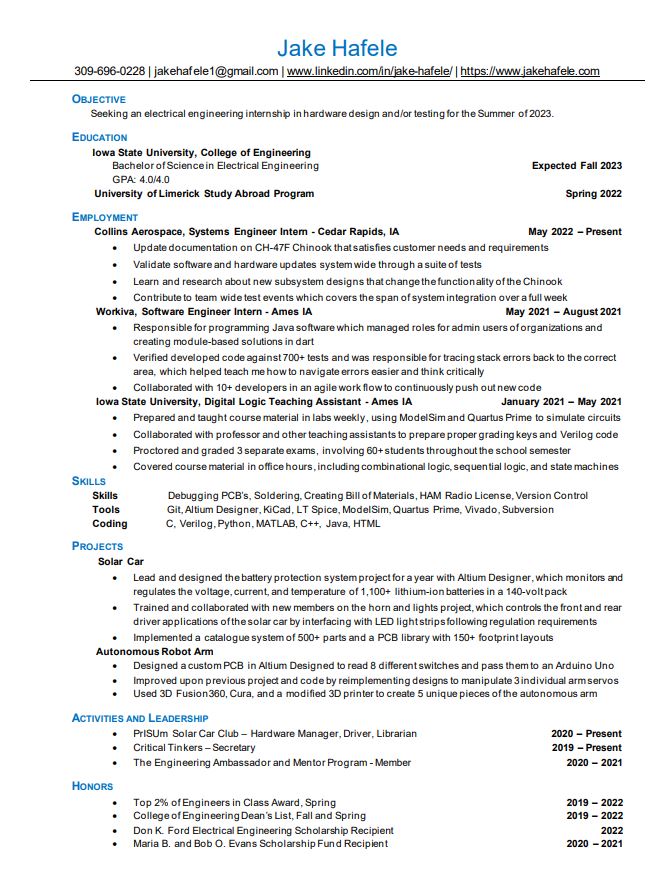 Jake Hafele
309-696-0228 | jakehafele1@gmail.com | www.linkedin.com/in/jake-hafele/ | https://www.jakehafele.com
OBJECTIVE
Seeking an electrical engineering internship in hardware design and/or testing for the Summer of 2023.
EDUCATION
Iowa State University, College of Engineering
Bachelor of Science in Electrical Engineering Expected Fall 2023
GPA: 4.0/4.0
University of Limerick Study Abroad Program Spring 2022
EMPLOYMENT
Collins Aerospace, Systems Engineer Intern - Cedar Rapids, IA May 2022 – Present
• Update documentation on CH-47F Chinook that satisfies customer needs and requirements
• Validate software and hardware updates system wide through a suite of tests
• Learn and research about new subsystem designs that change the functionality of the Chinook
• Contribute to team wide test events which covers the span of system integration over a full week
Workiva, Software Engineer Intern - Ames IA May 2021 – August 2021
• Responsible for programming Java software which managed roles for admin users of organizations and
creating module-based solutions in dart
• Verified developed code against 700+ tests and was responsible for tracing stack errors back to the correct
area, which helped teach me how to navigate errors easier and think critically
• Collaborated with 10+ developers in an agile work flow to continuously push out new code
Iowa State University, Digital Logic Teaching Assistant - Ames IA January 2021 – May 2021
• Prepared and taught course material in labs weekly, using ModelSim and Quartus Prime to simulate circuits
• Collaborated with professor and other teaching assistants to prepare proper grading keys and Verilog code
• Proctored and graded 3 separate exams, involving 60+ students throughout the school semester
• Covered course material in office hours, including combinational logic, sequential logic, and state machines
SKILLS
Skills Debugging PCB's, Soldering, Creating Bill of Materials, HAM Radio License, Version Control
Tools Git, Altium Designer, KiCad, LT Spice, ModelSim, Quartus Prime, Vivado, Subversion
Coding C, Verilog, Python, MATLAB, C++, Java, HTML
PROJECTS
Solar Car
• Lead and designed the battery protection system project for a year with Altium Designer, which monitors and
regulates the voltage, current, and temperature of 1,100+ lithium-ion batteries in a 140-volt pack
• Trained and collaborated with new members on the horn and lights project, which controls the front and rear
driver applications of the solar car by interfacing with LED light strips following regulation requirements
• Implemented a catalogue system of 500+ parts and a PCB library with 150+ footprint layouts
Autonomous Robot Arm
• Designed a custom PCB in Altium Designed to read 8 different switches and pass them to an Arduino Uno
• Improved upon previous project and code by reimplementing designs to manipulate 3 individual arm servos
• Used 3D Fusion360, Cura, and a modified 3D printer to create 5 unique pieces of the autonomous arm
ACTIVITIES AND LEADERSHIP
• PrISUm Solar Car Club – Hardware Manager, Driver, Librarian 2020 – Present
• Critical Tinkers – Secretary 2019 – Present
• The Engineering Ambassador and Mentor Program - Member 2020 – 2021
HONORS
• Top 2% of Engineers in Class Award, Spring 2019 – 2022
• College of Engineering Dean's List, Fall and Spring 2019 – 2022
• Don K. Ford Electrical Engineering Scholarship Recipient 2022
• Maria B. and Bob O. Evans Scholarship Fund Recipient 2020 – 2021